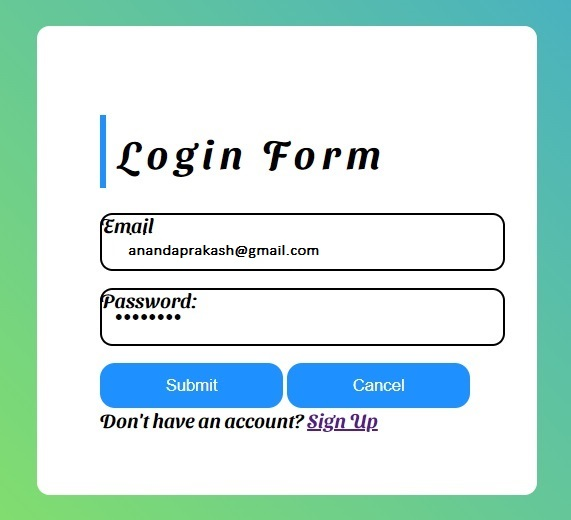 Login Form
Email
anandaprakash@gmail.com
Password:
••••••••
Submit Cancel
Don't have an account? Sign Up